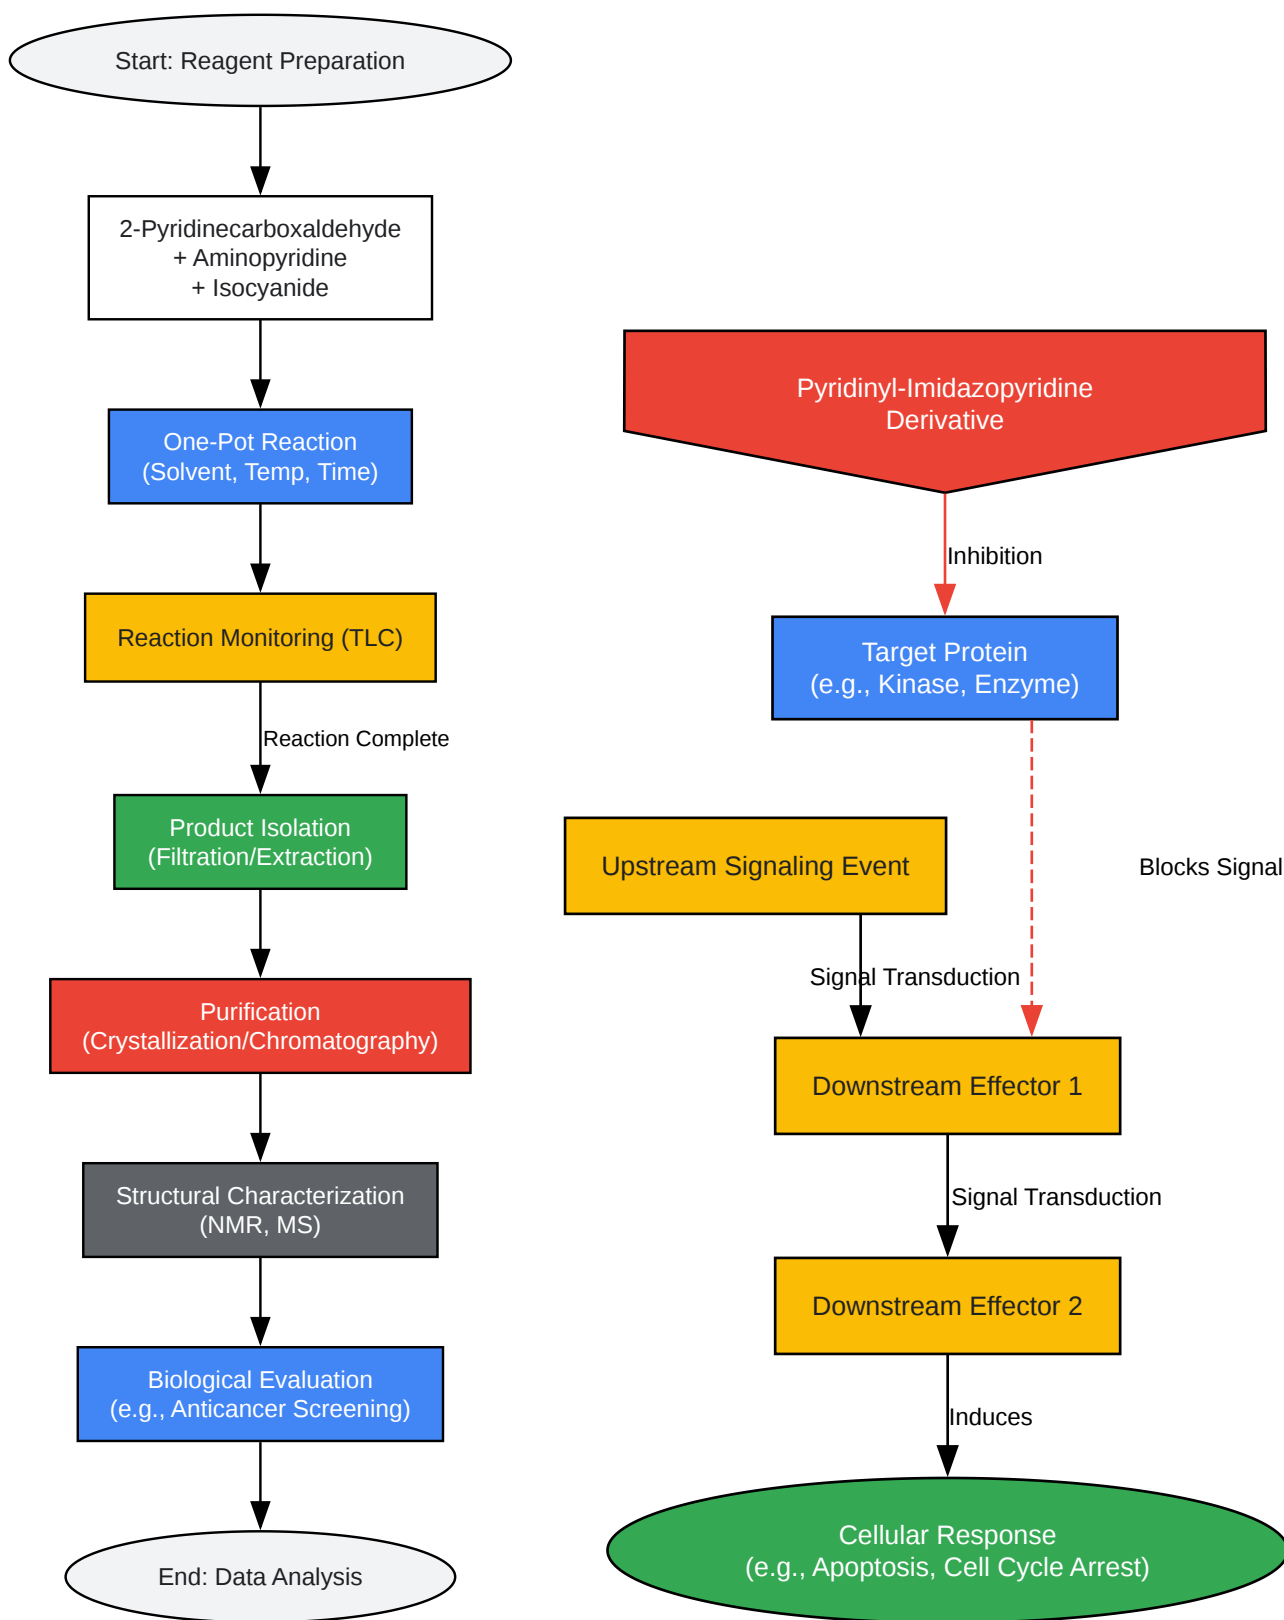 Start: Reagent Preparation
2-Pyridinecarboxaldehyde
+ Aminopyridine
+ Isocyanide
One-Pot Reaction
(Solvent, Temp, Time)
Reaction Monitoring (TLC)
Reaction Complete
Product Isolation
(Filtration/Extraction)
Purification
(Crystallization/Chromatography)
Structural Characterization
(NMR, MS)
Biological Evaluation
(e.g., Anticancer Screening)
End: Data Analysis
Pyridinyl-Imidazopyridine
Derivative
Inhibition
Target Protein
(e.g., Kinase, Enzyme)
Upstream Signaling Event
Blocks Signal
Signal Transduction
Downstream Effector 1
Signal Transduction
Downstream Effector 2
Induces
Cellular Response
(e.g., Apoptosis, Cell Cycle Arrest)